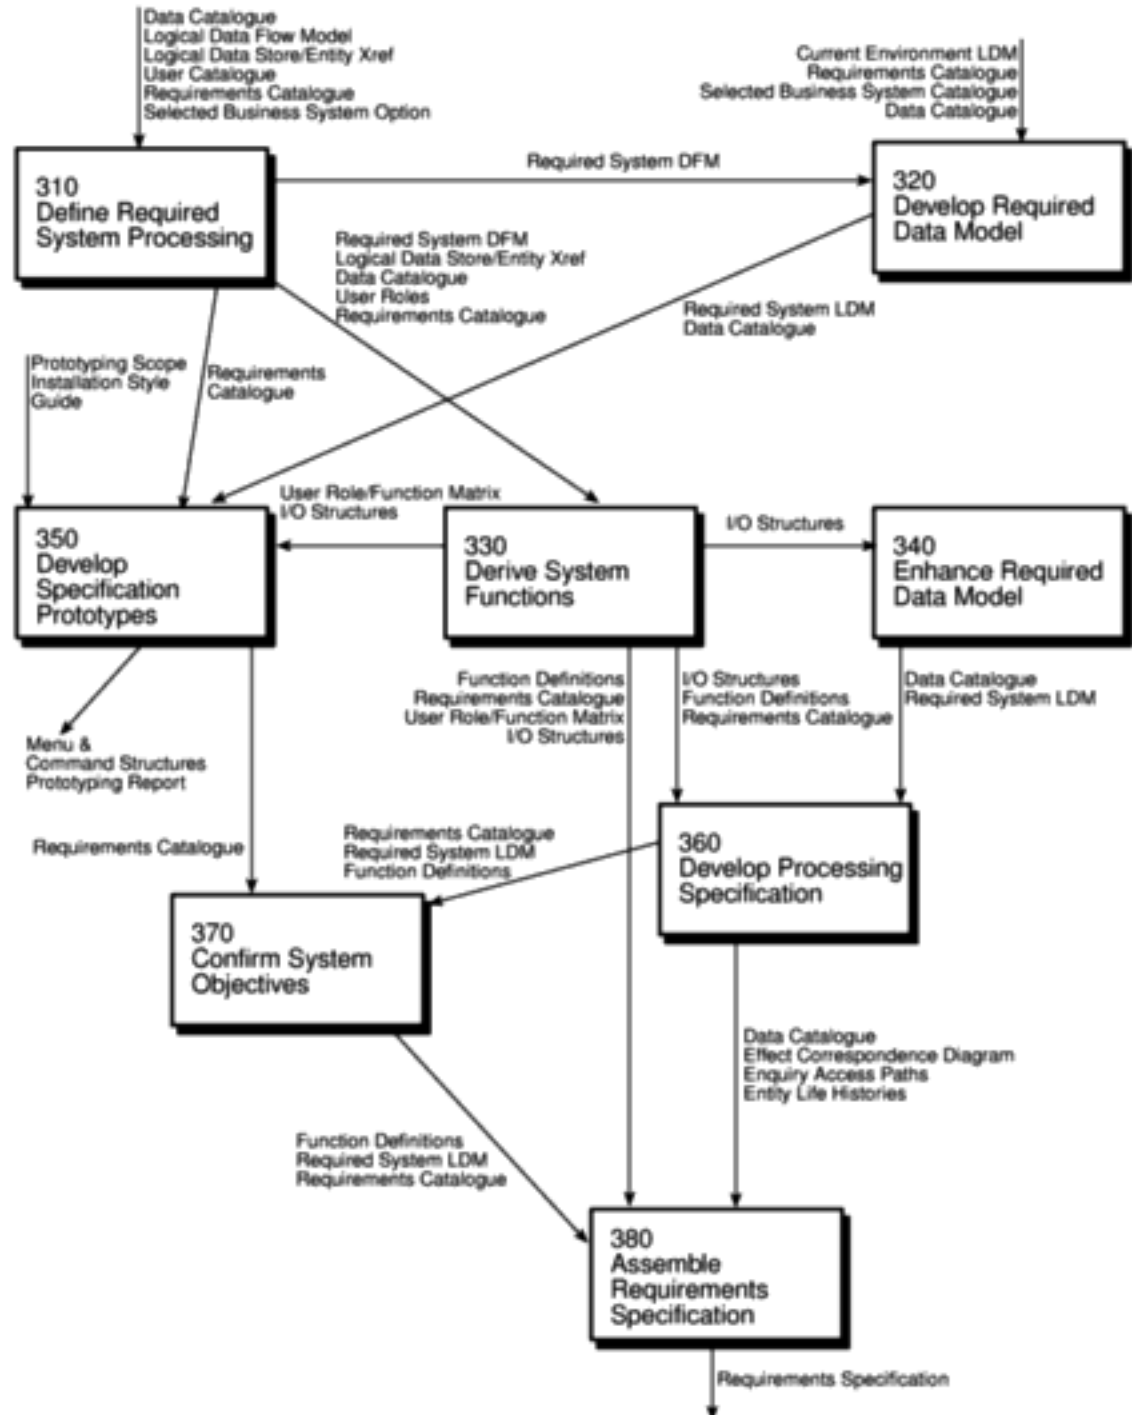 Data Catalogue
Logical Data Flow Model
Logical Data Store/Entity Xref
User Catalogue
Requirements Catalogue
Selected Business System Option
Current Environment LDM
Requirements Catalogue
Selected Business System Catalogue
Data Catalogue
310
Define Required
System Processing
Required System DFM
320
Develop Required
Data Model
Required System DFM
Logical Data Store/Entity Xref
Data Catalogue
User Roles
Requirements Catalogue
Required System LDM
Data Catalogue
Prototyping Scope
Installation Style
Guide
Requirements
Catalogue
User Role/Function Matrix
I/O Structures
I/O Structures
350
Develop
Specification
Prototypes
330
Derive System
Functions
340
Enhance Required
Data Model
Function Definitions
Requirements Catalogue
User Role/Function Matrix
I/O Structures
I/O Structures
Function Definitions
Requirements Catalogue
Data Catalogue
Required System LDM
Menu &
Command Structures
Prototyping Report
Requirements Catalogue
Requirements Catalogue
Required System LDM
Function Definitions
360
Develop Processing
Specification
370
Confirm System
Objectives
Data Catalogue
Effect Correspondence Diagram
Enquiry Access Paths
Entity Life Histories
Function Definitions
Required System LDM
Requirements Catalogue
380
Assemble
Requirements
Specification
Requirements Specification